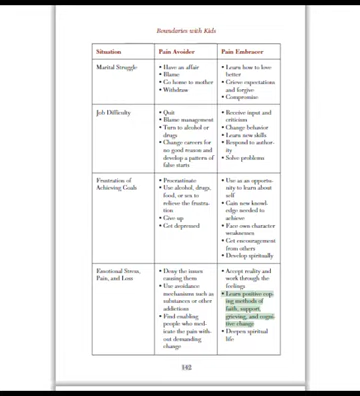 Boundaries with Kids
Situation
Pain Avoider
Pain Embracer
Marital Struggle
• Have an affair
• Blame
• Go home to mother
• Withdraw
• Learn how to love
better
• Grieve expectations
and forgive
• Compromise
Job Difficulty
• Quit
• Blame management
• Turn to alcohol or
drugs
• Change careers for
no good reason and
develop a pattern of
false starts
• Receive input and
criticism
• Change behavior
• Learn new skills
• Respond to author-
ity
• Solve problems
Frustration of
Achieving Goals
• Procrastinate
• Use alcohol, drugs,
food, or sex to
relieve the frustra-
tion
• Give up
• Get depressed
• Use as an opportu-
nity to learn about
self
• Gain new knowl-
edge needed to
achieve
• Face own character
weaknesses
• Get encouragement
from others
• Develop spiritually
Emotional Stress,
Pain, and Loss
• Deny the issues
causing them
• Use avoidance
mechanisms such as
substances or other
addictions
• Find enabling
people who med-
icate the pain with-
out demanding
change
• Accept reality and
work through the
feelings
• Learn positive cop-
ing methods of
faith, support,
grieving, and cogni-
tive change
• Deepen spiritual
life
142